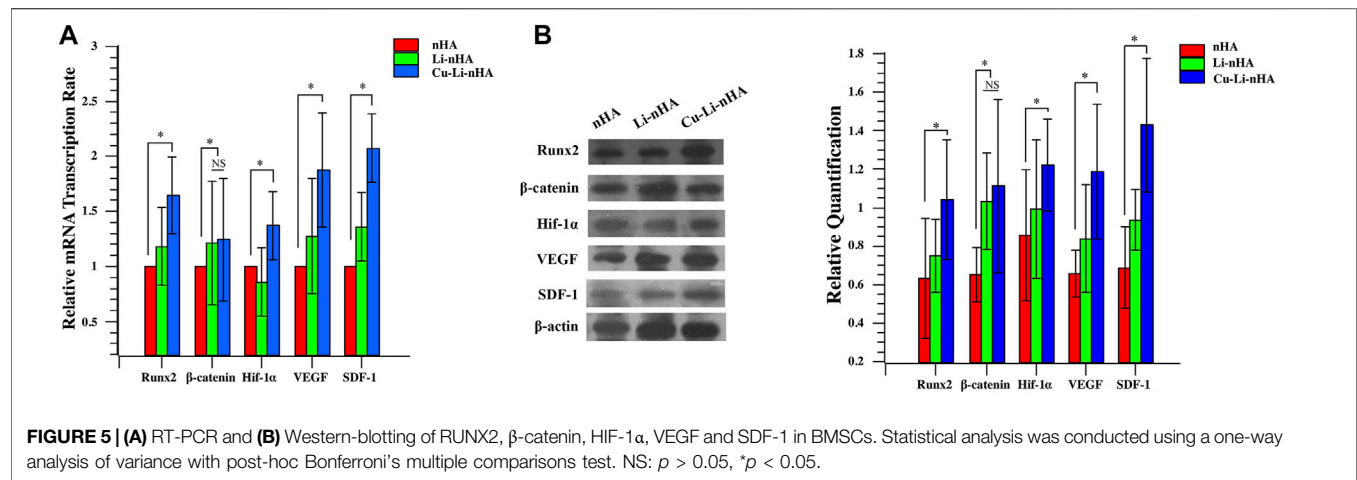 A
Relative mRNA Transcription Rate
3
2.5
2
1.5
1
0.5
nHA
Li-nHA
Cu-Li-nHA
*
*
NS
*
*
*
Runx2 β-catenin Hif-1α VEGF SDF-1
B
nHA Li-nHA Cu-Li-nHA
Runx2
β-catenin
Hif-1α
VEGF
SDF-1
β-actin
Relative Quantification
1.8
1.6
1.4
1.2
1
0.8
0.6
0.4
0.2
nHA
Li-nHA
Cu-Li-nHA
*
*
NS
*
*
*
Runx2 β-catenin Hif-1α VEGF SDF-1
FIGURE 5 | (A) RT-PCR and (B) Western-blotting of RUNX2, β-catenin, HIF-1α, VEGF and SDF-1 in BMSCs. Statistical analysis was conducted using a one-way
analysis of variance with post-hoc Bonferroni’s multiple comparisons test. NS: p > 0.05, *p < 0.05.